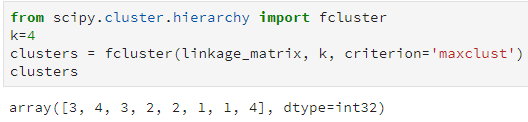 from scipy.cluster.hierarchy import fcluster
k=4
clusters = fcluster(linkage_matrix, k, criterion='maxclust')
clusters
array([3, 4, 3, 2, 2, 1, 1, 4], dtype=int32)